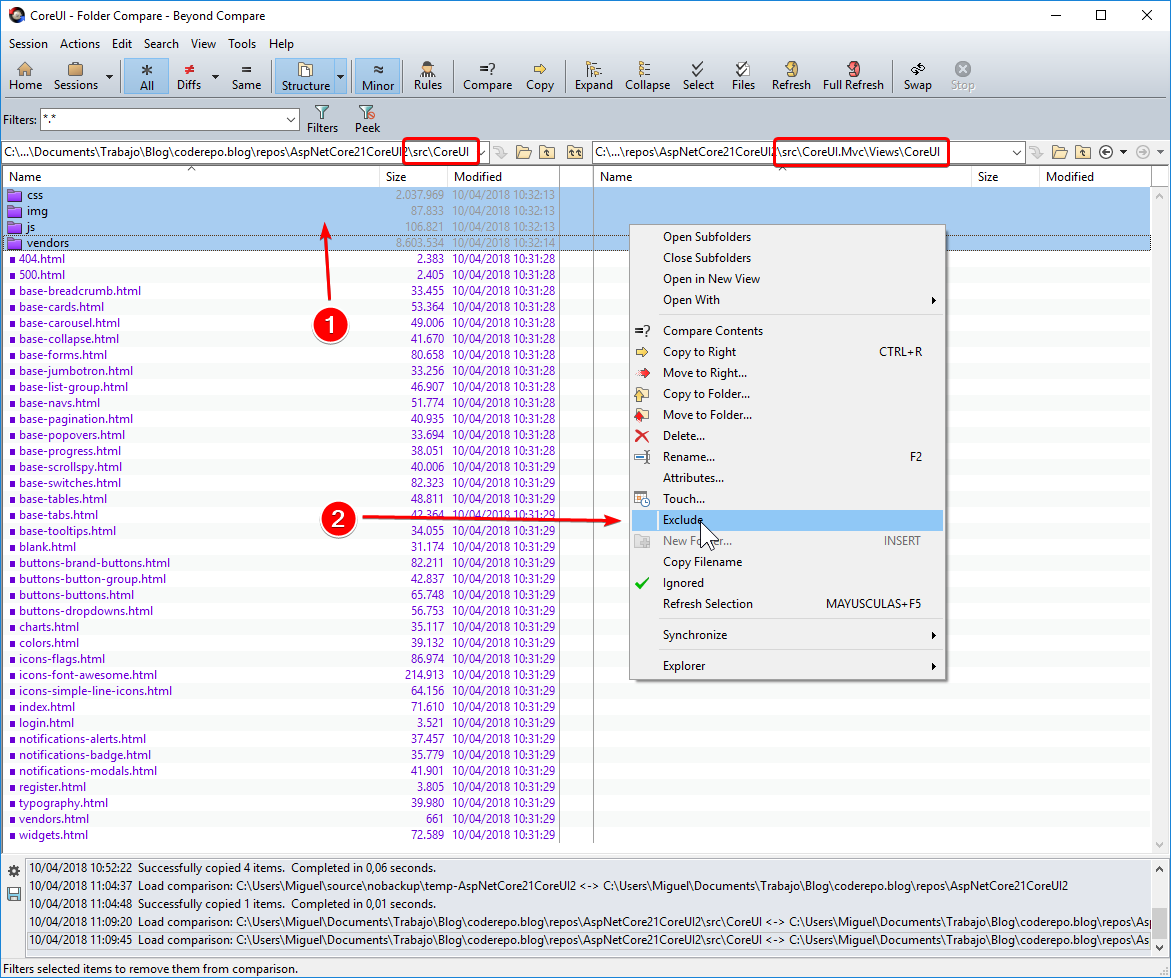 CoreUI - Folder Compare - Beyond Compare
Session Actions Edit Search View Tools Help
Home Sessions All Diffs Same Structure Minor Rules Compare Copy Expand Collapse Select Files Refresh Full Refresh Swap Stop
Filters: *.* Filters Peek
C:\...\Documents\Trabajo\Blog\coderepo.blog\repos\AspNetCore21CoreUI2\src\CoreUI C:\...\repos\AspNetCore21CoreUI2\src\CoreUI.Mvc\Views\CoreUI
Name Size Modified Name Size Modified
css 2.037.969 10/04/2018 10:32:13
img 87.833 10/04/2018 10:32:13
js 106.821 10/04/2018 10:32:13
vendors 8.603.534 10/04/2018 10:32:14
404.html 2.383 10/04/2018 10:31:28
500.html 2.405 10/04/2018 10:31:28
base-breadcrumb.html 33.455 10/04/2018 10:31:28
base-cards.html 53.364 10/04/2018 10:31:28
base-carousel.html 49.006 10/04/2018 10:31:28
base-collapse.html 41.670 10/04/2018 10:31:28
base-forms.html 80.658 10/04/2018 10:31:28
base-jumbotron.html 33.256 10/04/2018 10:31:28
base-list-group.html 46.907 10/04/2018 10:31:28
base-navs.html 51.774 10/04/2018 10:31:28
base-pagination.html 40.935 10/04/2018 10:31:28
base-popovers.html 33.694 10/04/2018 10:31:28
base-progress.html 38.051 10/04/2018 10:31:28
base-scrollspy.html 40.006 10/04/2018 10:31:29
base-switches.html 82.323 10/04/2018 10:31:29
base-tables.html 48.811 10/04/2018 10:31:29
base-tabs.html 42.364 10/04/2018 10:31:29
base-tooltips.html 34.055 10/04/2018 10:31:29
blank.html 31.174 10/04/2018 10:31:29
buttons-brand-buttons.html 82.211 10/04/2018 10:31:29
buttons-button-group.html 42.837 10/04/2018 10:31:29
buttons-buttons.html 65.748 10/04/2018 10:31:29
buttons-dropdowns.html 56.753 10/04/2018 10:31:29
charts.html 35.117 10/04/2018 10:31:29
colors.html 39.132 10/04/2018 10:31:29
icons-flags.html 86.974 10/04/2018 10:31:29
icons-font-awesome.html 214.913 10/04/2018 10:31:29
icons-simple-line-icons.html 64.156 10/04/2018 10:31:29
index.html 71.610 10/04/2018 10:31:29
login.html 3.521 10/04/2018 10:31:29
notifications-alerts.html 37.457 10/04/2018 10:31:29
notifications-badge.html 35.779 10/04/2018 10:31:29
notifications-modals.html 41.901 10/04/2018 10:31:29
register.html 3.805 10/04/2018 10:31:29
typography.html 39.980 10/04/2018 10:31:29
vendors.html 661 10/04/2018 10:31:29
widgets.html 72.589 10/04/2018 10:31:29
1
2
Open Subfolders
Close Subfolders
Open in New View
Open With
Compare Contents
Copy to Right CTRL+R
Move to Right...
Copy to Folder...
Move to Folder...
Delete...
Rename... F2
Attributes...
Touch...
Exclude
New INSERT
Copy Filename
Ignored
Refresh Selection MAYUSCULAS+F5
Synchronize
Explorer
10/04/2018 10:52:22 Successfully copied 4 items. Completed in 0,06 seconds.
10/04/2018 11:04:37 Load comparison: C:\Users\Miguel\source\nobackup\temp-AspNetCore21CoreUI2 <-> C:\Users\Miguel\Documents\Trabajo\Blog\coderepo.blog\repos\AspNetCore21CoreUI2
10/04/2018 11:04:48 Successfully copied 1 items. Completed in 0,01 seconds.
10/04/2018 11:09:20 Load comparison: C:\Users\Miguel\Documents\Trabajo\Blog\coderepo.blog\repos\AspNetCore21CoreUI2\src\CoreUI <-> C:\Users\Miguel\Documents\Trabajo\Blog\coderepo.blog\repos\Asp
10/04/2018 11:09:45 Load comparison: C:\Users\Miguel\Documents\Trabajo\Blog\coderepo.blog\repos\AspNetCore21CoreUI2\src\CoreUI <-> C:\Users\Miguel\Documents\Trabajo\Blog\coderepo.blog\repos\As
Filters selected items to remove them from comparison.